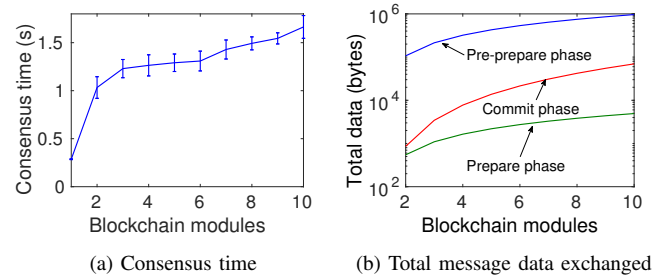 Consensus time (s)
1.5
1
0.5
0
2 4 6 8 10
Blockchain modules
(a) Consensus time
Total data (bytes)
10^6
10^4
10^2
Pre-prepare phase
Commit phase
Prepare phase
2 4 6 8 10
Blockchain modules
(b) Total message data exchanged